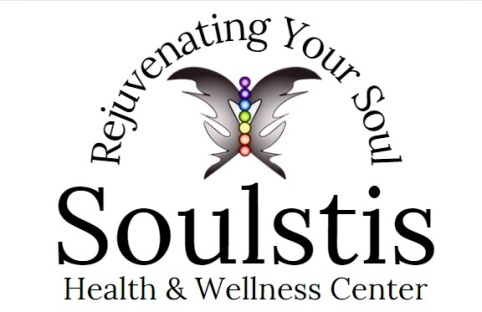 Rejuvenating Your Soul
Soulstis
Health & Wellness Center